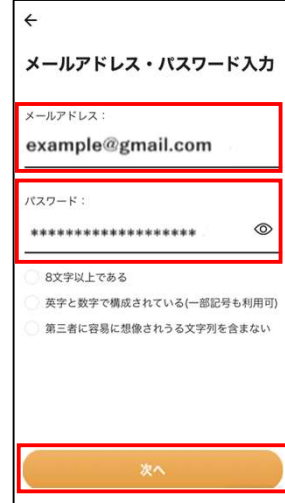 ←
メールアドレス・パスワード入力
メールアドレス：
example@gmail.com
パスワード：
*******************
8文字以上である
英字と数字で構成されている(一部記号も利用可)
第三者に容易に想像されうる文字列を含まない
次へ